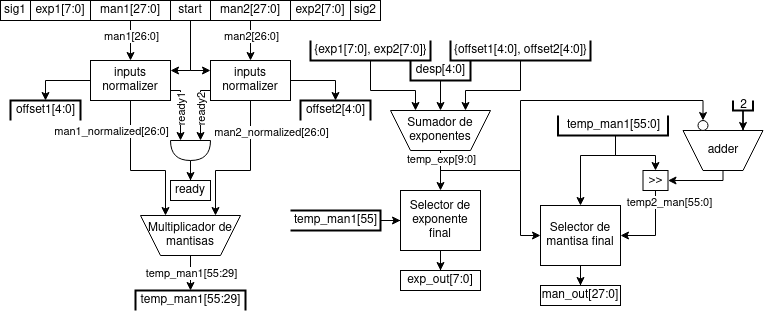 sig1 exp1[7:0] man1[27:0] start man2[27:0] exp2[7:0] sig2
man1[26:0]
man2[26:0]
inputs
normalizer
inputs
normalizer
offset1[4:0]
ready1
ready2
offset2[4:0]
man1_normalized[26:0]
man2_normalized[26:0]
ready
Multiplicador de
mantisas
temp_man1[55:29]
temp_man1[55:29]
{exp1[7:0], exp2[7:0]}
{offset1[4:0], offset2[4:0]}
desp[4:0]
Sumador de
exponentes
temp_exp[9:0]
temp_man1[55]
Selector de
exponente
final
exp_out[7:0]
temp_man1[55:0]
2
adder
>>
temp2_man[55:0]
Selector de
mantisa final
man_out[27:0]